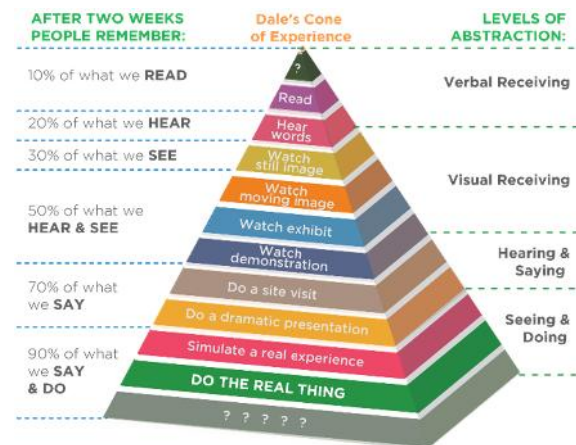 AFTER TWO WEEKS
PEOPLE REMEMBER:
Dale's Cone
of Experience
LEVELS OF
ABSTRACTION:
10% of what we READ
20% of what we HEAR
30% of what we SEE
50% of what we
HEAR & SEE
70% of what
we SAY
90% of what
we SAY
& DO
?
Read
Hear
words
Watch
still image
Watch
moving image
Watch exhibit
Watch
demonstration
Do a site visit
Do a dramatic presentation
Simulate a real experience
DO THE REAL THING
? ? ? ? ?
Verbal Receiving
Visual Receiving
Hearing &
Saying
Seeing &
Doing